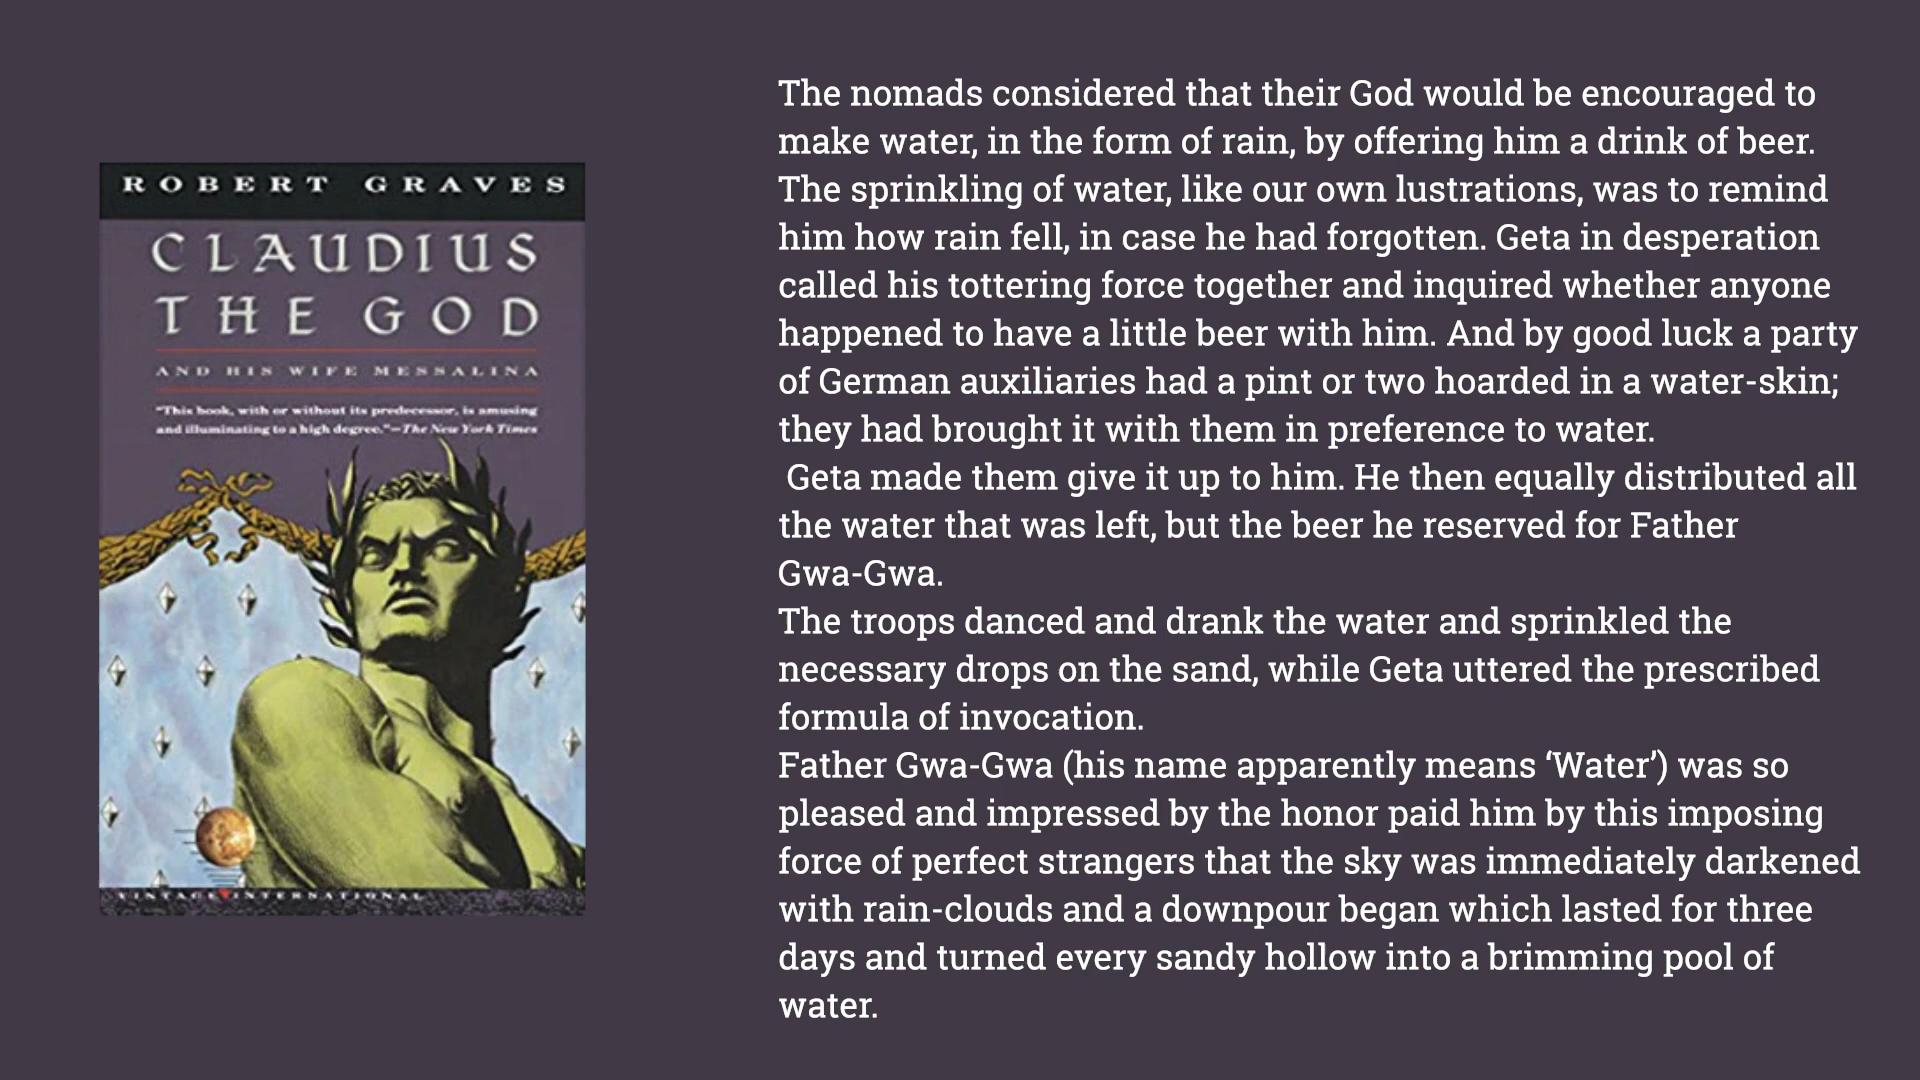 ROBERT GRAVES
CLAUDIUS
THE GOD
AND HIS WIFE MESSALINA
"This book, with or without its predecessor, is amusing
and illuminating to a high degree."—The New York Times
VINTAGE INTERNATIONAL
The nomads considered that their God would be encouraged to
make water, in the form of rain, by offering him a drink of beer.
The sprinkling of water, like our own lustrations, was to remind
him how rain fell, in case he had forgotten. Geta in desperation
called his tottering force together and inquired whether anyone
happened to have a little beer with him. And by good luck a party
of German auxiliaries had a pint or two hoarded in a water-skin;
they had brought it with them in preference to water.
Geta made them give it up to him. He then equally distributed all
the water that was left, but the beer he reserved for Father
Gwa-Gwa.
The troops danced and drank the water and sprinkled the
necessary drops on the sand, while Geta uttered the prescribed
formula of invocation.
Father Gwa-Gwa (his name apparently means ‘Water’) was so
pleased and impressed by the honor paid him by this imposing
force of perfect strangers that the sky was immediately darkened
with rain-clouds and a downpour began which lasted for three
days and turned every sandy hollow into a brimming pool of
water.